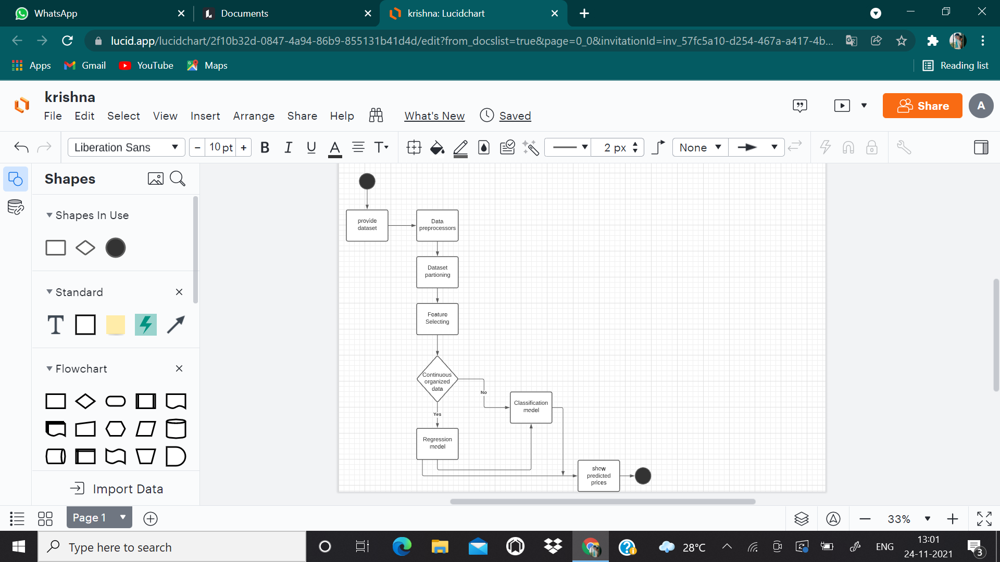 WhatsApp
Documents
krishna: Lucidchart
lucid.app/lucidchart/2f10b32d-0847-4a94-86b9-855131b41d4d/edit?from_docslist=true&page=0_0&invitationId=inv_57fc5a10-d254-467a-a417-4b...
Apps
Gmail
YouTube
Maps
Reading list
krishna
File
Edit
Select
View
Insert
Arrange
Share
Help
What's New
Saved
Share
A
Liberation Sans
- 10 pt +
B
I
U
A
T
2 px
None
Shapes
Shapes In Use
Standard
T
Flowchart
Import Data
provide
dataset
Data
preprocessors
Dataset
partioning
Feature
Selecting
Continuous
organized
data
No
Yes
Classification
model
Regression
model
show
predicted
prices
Page 1
33%
Type here to search
28°C
ENG
13:01
24-11-2021
3